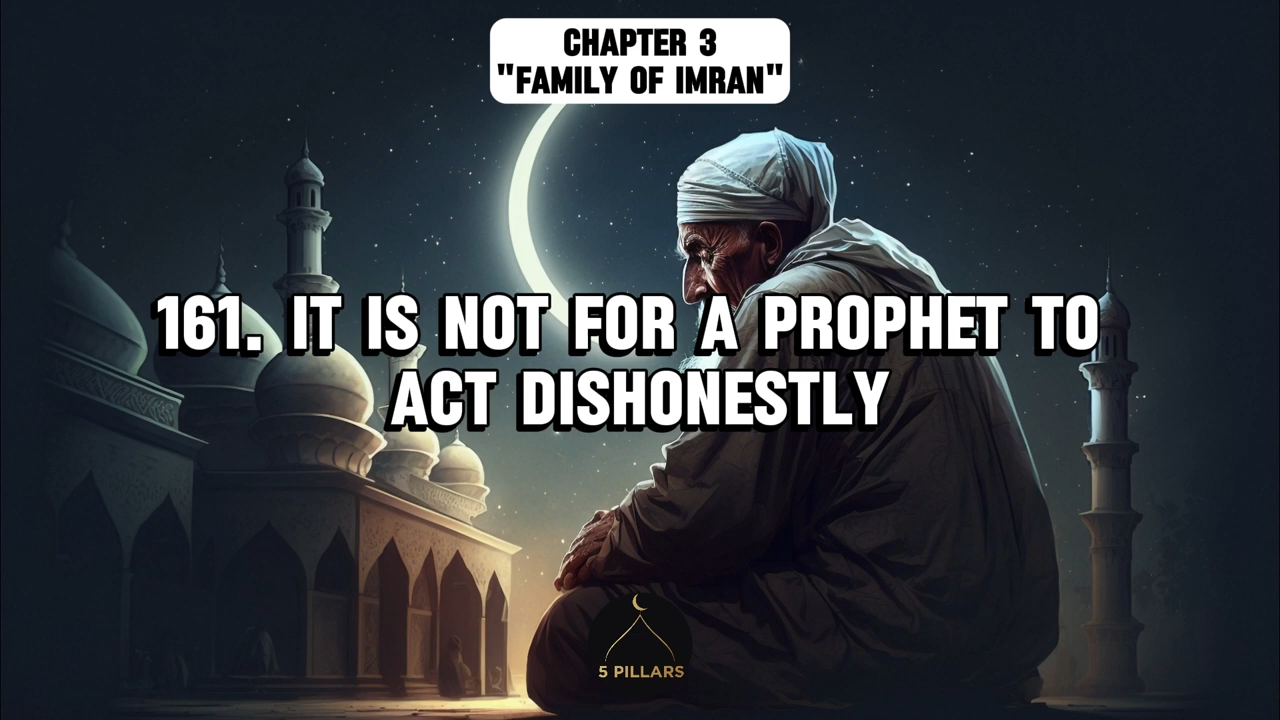 CHAPTER 3
"FAMILY OF IMRAN"
161. IT IS NOT FOR A PROPHET TO
ACT DISHONESTLY
5 PILLARS